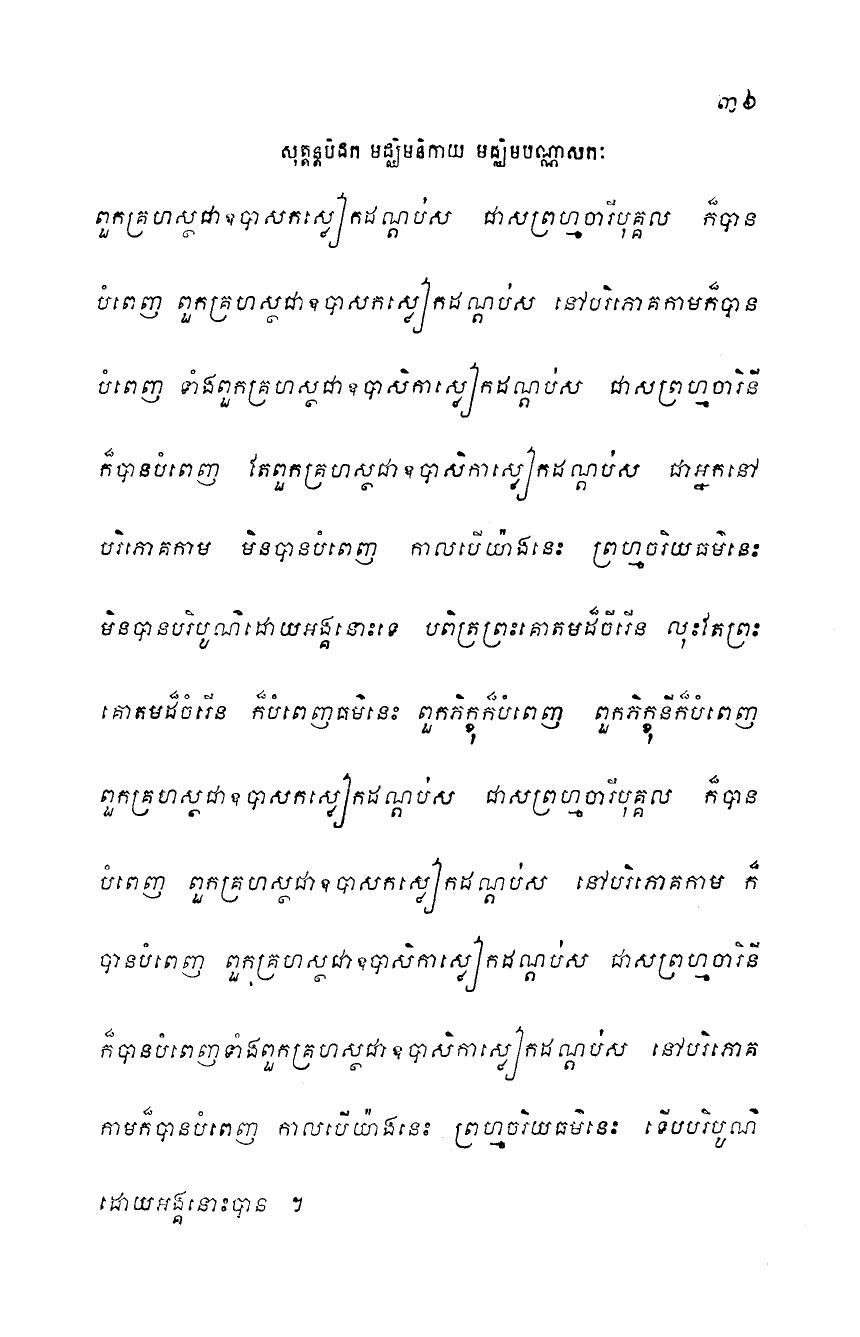 ៣៦
សុត្តន្តបិដក មជ្ឈិមនិកាយ មជ្ឈិមបណ្ណាសកៈ
ពួកគ្រហស្ថជាឧបាសកស្លៀកដណ្តប់ស ជាសព្រហ្មចារីបុគ្គល ក៏បាន
បំពេញ ពួកគ្រហស្ថជាឧបាសកស្លៀកដណ្តប់ស នៅបរិភោគកាមក៏បាន
បំពេញ ទាំងពួកគ្រហស្ថជាឧបាសិកាស្លៀកដណ្តប់ស ជាសព្រហ្មចារិនី
ក៏បានបំពេញ តែពួកគ្រហស្ថជាឧបាសិកាស្លៀកដណ្តប់ស ជាអ្នកនៅ
បរិភោគកាម មិនបានបំពេញ កាលបើយ៉ាងនេះ ព្រហ្មចរិយធម៌នេះ
មិនបានបរិបូណ៌ដោយអង្គនោះទេ បពិត្រព្រះគោតមដ៏ចំរើន លុះតែព្រះ
គោតមដ៏ចំរើន ក៏បំពេញធម៌នេះ ពួកភិក្ខុក៏បំពេញ ពួកភិក្ខុនីក៏បំពេញ
ពួកគ្រហស្ថជាឧបាសកស្លៀកដណ្តប់ស ជាសព្រហ្មចារីបុគ្គល ក៏បាន
បំពេញ ពួកគ្រហស្ថជាឧបាសកស្លៀកដណ្តប់ស នៅបរិភោគកាម ក៏
បានបំពេញ ពួកគ្រហស្ថជាឧបាសិកាស្លៀកដណ្តប់ស ជាសព្រហ្មចារិនី
ក៏បានបំពេញទាំងពួកគ្រហស្ថជាឧបាសិកាស្លៀកដណ្តប់ស នៅបរិភោគ
កាមក៏បានបំពេញ កាលបើយ៉ាងនេះ ព្រហ្មចរិយធម៌នេះ ទើបបរិបូណ៌
ដោយអង្គនោះបាន ។